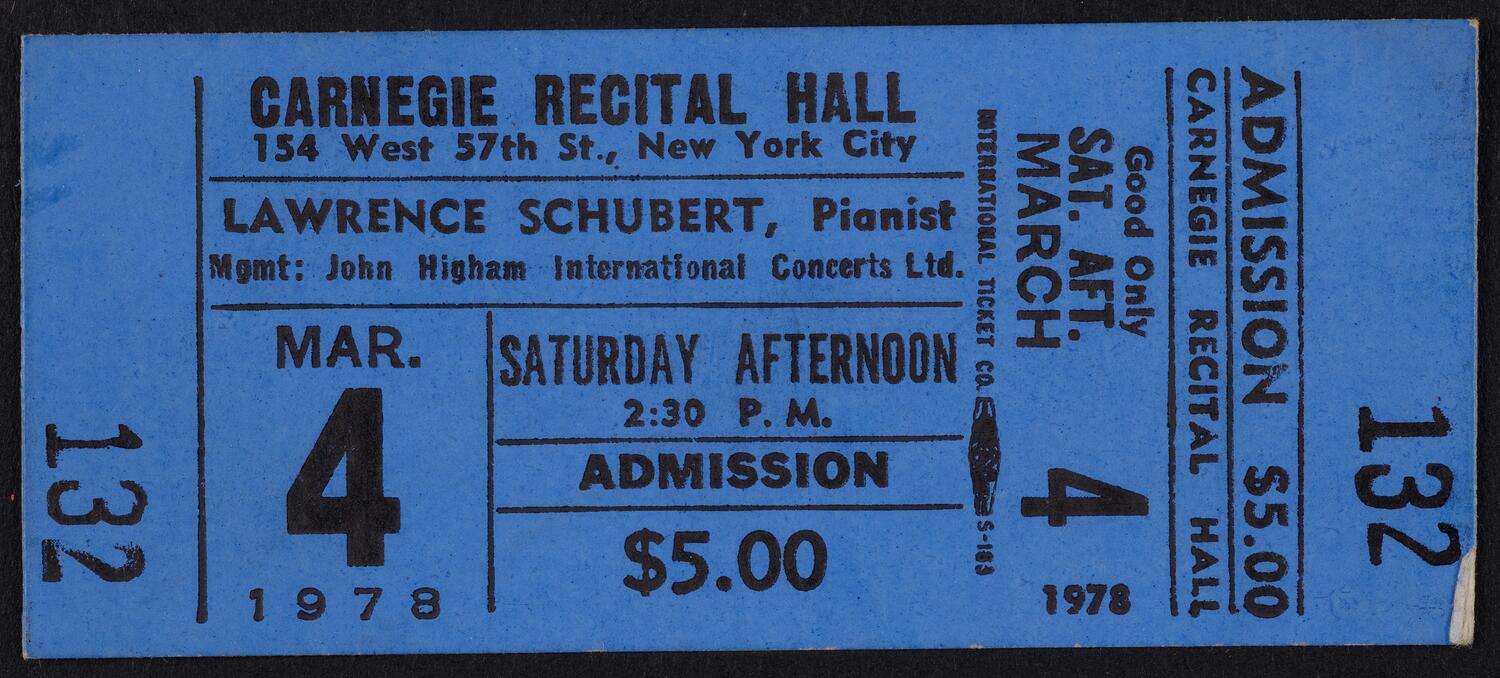 132
CARNEGIE RECITAL HALL
154 West 57th St., New York City
LAWRENCE SCHUBERT, Pianist
Mgmt: John Higham International Concerts Ltd.
MAR.
4
1978
SATURDAY AFTERNOON
2:30 P.M.
ADMISSION
$5.00
INTERNATIONAL TICKET CO.
Good Only
SAT. AFT.
MARCH
4
1978
ADMISSION $5.00
CARNEGIE RECITAL HALL
132